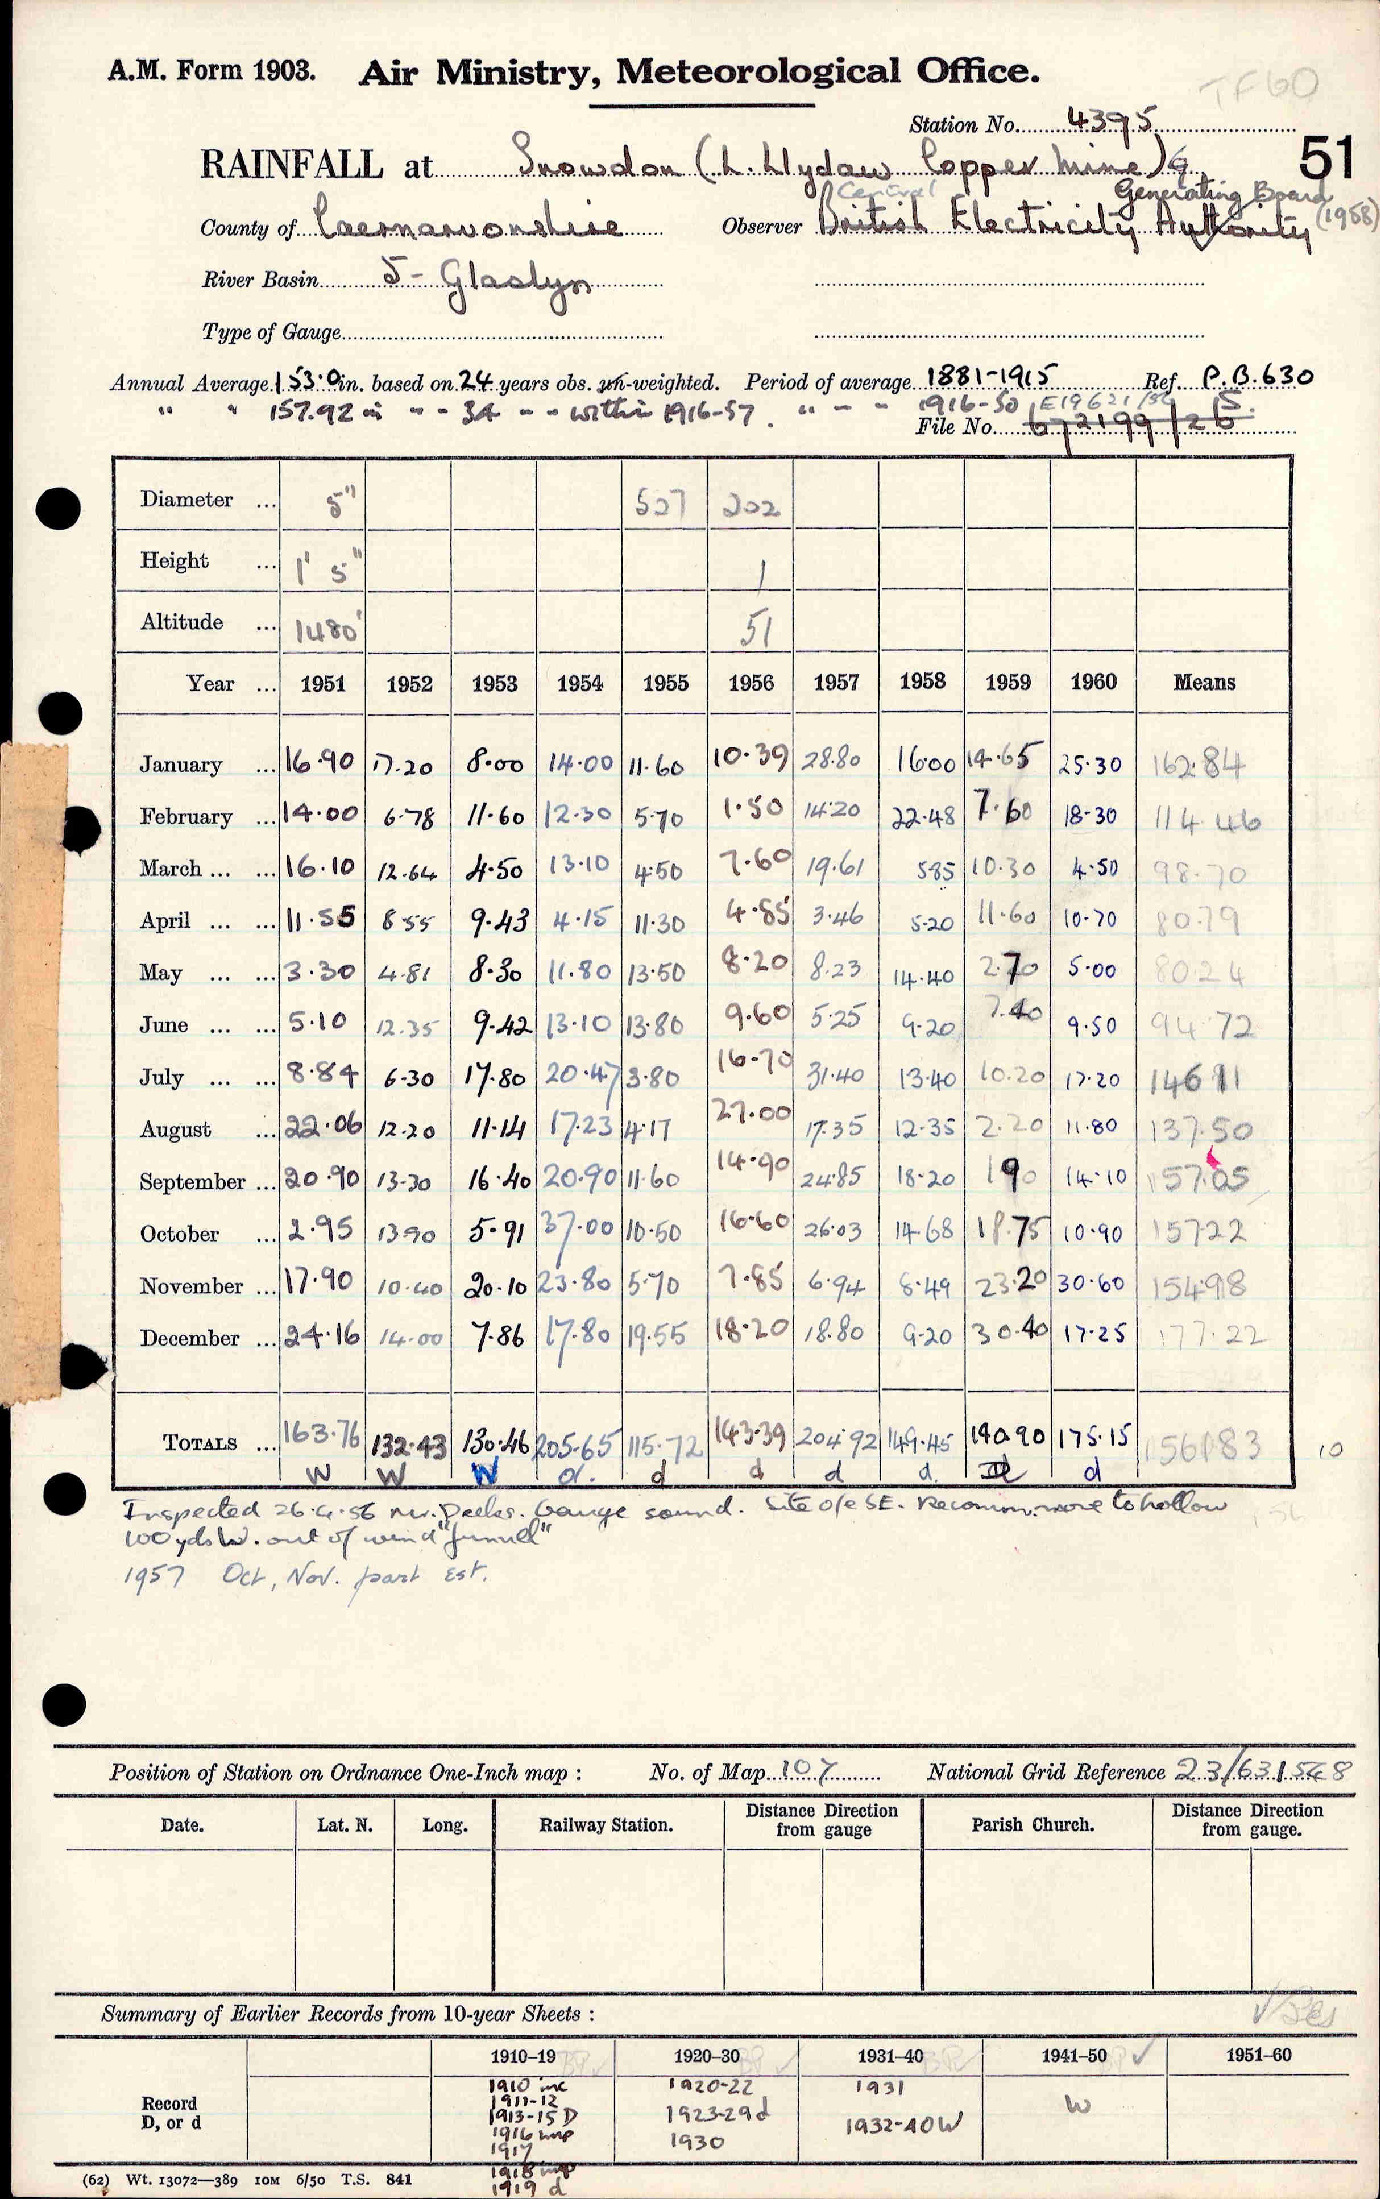 A.M. Form 1903. Air Ministry, Meteorological Office.
TF60
Station No. 4395
RAINFALL at Snowdon (L. Llydaw Copper Mine) G
51
Central Generating Board (1958)
County of Caernarvonshire Observer British Electricity Authority
River Basin 5 - Glaslyn
Type of Gauge
Annual Average 153.0 in. based on 24 years obs. un-weighted. Period of average 1881-1915 Ref. P.B.630
" " 157.92 in " - 34 - - within 1916-57. " - - 1916-50
File No.
Diameter ... 5" 527 202
Height ... 1' 5" 1
Altitude ... 1480' 51
Year ... 1951 1952 1953 1954 1955 1956 1957 1958 1959 1960 Means
January ... 16.90 17.20 8.00 14.00 11.60 10.39 28.80 16.00 14.65 25.30 162.84
February ... 14.00 6.78 11.60 12.30 5.70 1.50 14.20 22.48 7.60 18.30 114.46
March ... ... 16.10 12.64 4.50 13.10 4.50 7.60 19.61 5.85 10.30 4.50 98.70
April ... ... 11.55 8.55 9.43 4.15 11.30 4.85 3.46 5.20 11.60 10.70 80.79
May ... ... 3.30 4.81 8.30 11.80 13.50 8.20 8.23 14.40 2.70 5.00 80.24
June ... ... 5.10 12.35 9.42 13.10 13.80 9.60 5.25 9.20 7.40 9.50 94.72
July ... ... 8.84 6.30 17.80 20.47 3.80 16.70 31.40 13.40 10.20 17.20 146.11
August ... 22.06 12.20 11.14 17.23 4.17 27.00 17.35 12.35 2.20 11.80 137.50
September ... 20.90 13.30 16.40 20.90 11.60 14.90 24.85 18.20 1.90 14.10 157.05
October ... 2.95 13.90 5.91 37.00 10.50 16.60 26.03 14.68 18.75 10.90 157.22
November ... 17.90 10.40 20.10 23.80 5.70 7.85 6.94 8.49 23.20 30.60 154.98
December ... 24.16 14.00 7.86 17.80 19.55 18.20 18.80 9.20 30.40 17.25 177.22
TOTALS ... 163.76 132.43 130.46 205.65 115.72 143.39 204.92 149.45 140.90 175.15 1561.83 10
W W W d. d d d d. d
Inspected 26.4.56 Mr. Gauge sound. Site o/e SE. Recomm. move to hollow
100 yds W. out of wind "funnel"
1957 Oct, Nov. part Est.
Position of Station on Ordnance One-Inch map : No. of Map 107 National Grid Reference 23/631548
Date. Lat. N. Long. Railway Station. Distance Direction from gauge Parish Church. Distance Direction from gauge.
Summary of Earlier Records from 10-year Sheets :
1910–19 1920–30 1931–40 1941–50 1951–60
Record
D, or d
1910 inc
1911-12
1913-15 D
1916 imp
1917
1918 imp
1919 d
1920-22
1923-29 d
1930
1931
1932-40 W
W
(62) Wt. 13072—389 10M 6/50 T.S. 841